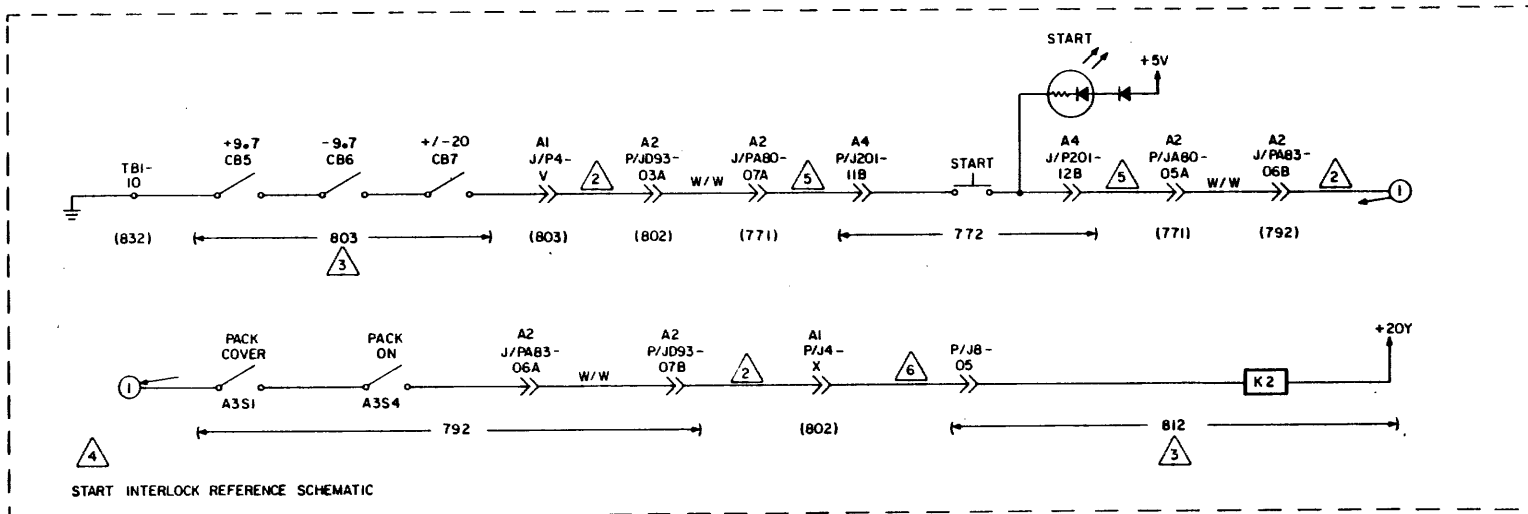 START
+5V
+9.7 -9.7 +/-20 A1 A2 A2 A4 A4 A2 A2
TB1- CB5 CB6 CB7 J/P4- P/JD93- J/PA80- P/J201- START J/P201- P/JA80- J/PA83-
10 V 2 03A W/W 07A 5 11B 12B 5 05A W/W 06B 2 1
(832) 803 (803) (802) (771) 772 (771) (792)
3
PACK PACK A2 A2 A1 +20Y
COVER ON J/PA83- P/JD93- P/J4- P/J8-
1 06A W/W 07B 2 X 6 05 K2
A3S1 A3S4
792 (802) 812
4 3
START INTERLOCK REFERENCE SCHEMATIC